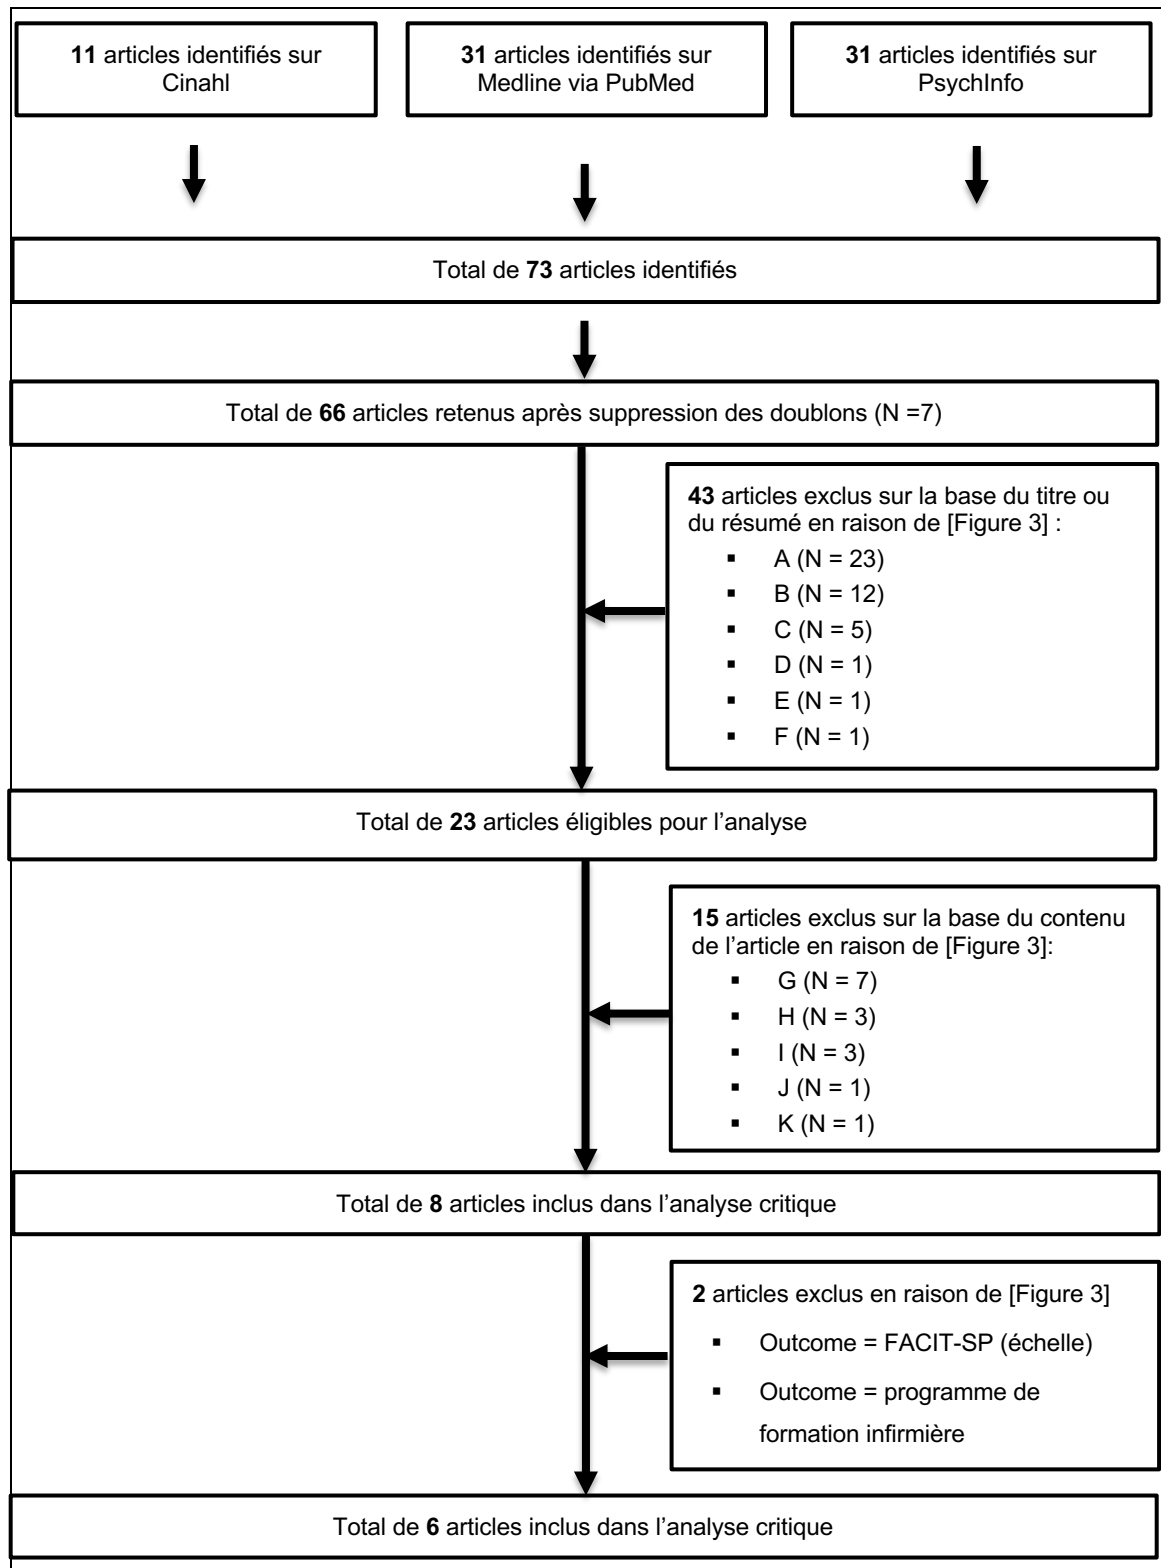 11 articles identifiés sur
Cinahl
31 articles identifiés sur
Medline via PubMed
31 articles identifiés sur
PsychInfo
Total de 73 articles identifiés
Total de 66 articles retenus après suppression des doublons (N =7)
43 articles exclus sur la base du titre ou
du résumé en raison de [Figure 3] :
▪ A (N = 23)
▪ B (N = 12)
▪ C (N = 5)
▪ D (N = 1)
▪ E (N = 1)
▪ F (N = 1)
Total de 23 articles éligibles pour l’analyse
15 articles exclus sur la base du contenu
de l’article en raison de [Figure 3]:
▪ G (N = 7)
▪ H (N = 3)
▪ I (N = 3)
▪ J (N = 1)
▪ K (N = 1)
Total de 8 articles inclus dans l’analyse critique
2 articles exclus en raison de [Figure 3]
▪ Outcome = FACIT-SP (échelle)
▪ Outcome = programme de
formation infirmière
Total de 6 articles inclus dans l’analyse critique